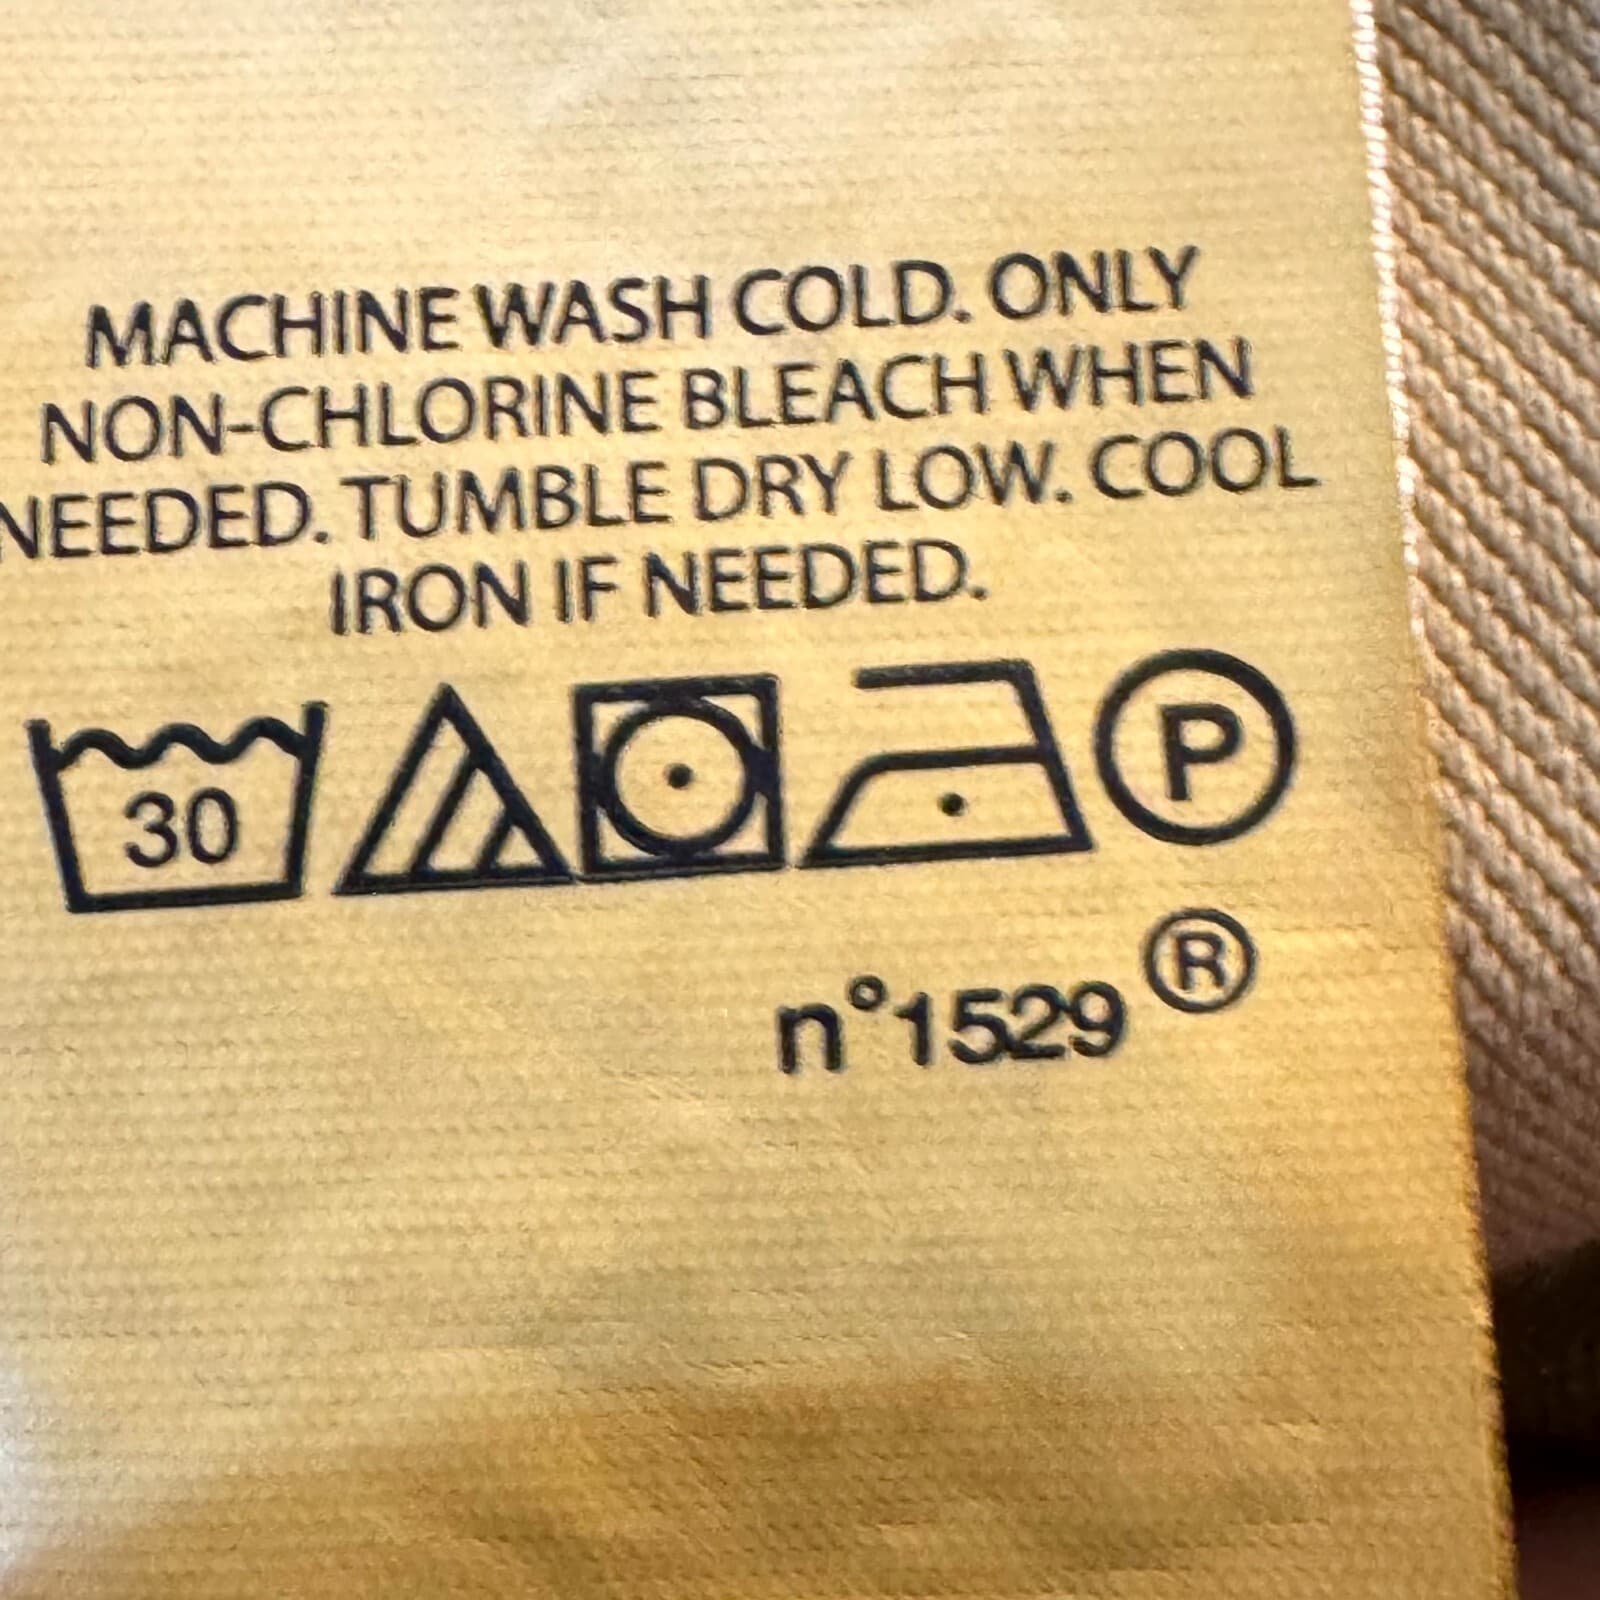 MACHINE WASH COLD. ONLY
NON-CHLORINE BLEACH WHEN
NEEDED. TUMBLE DRY LOW. COOL
IRON IF NEEDED.
30 P
n°1529 ®